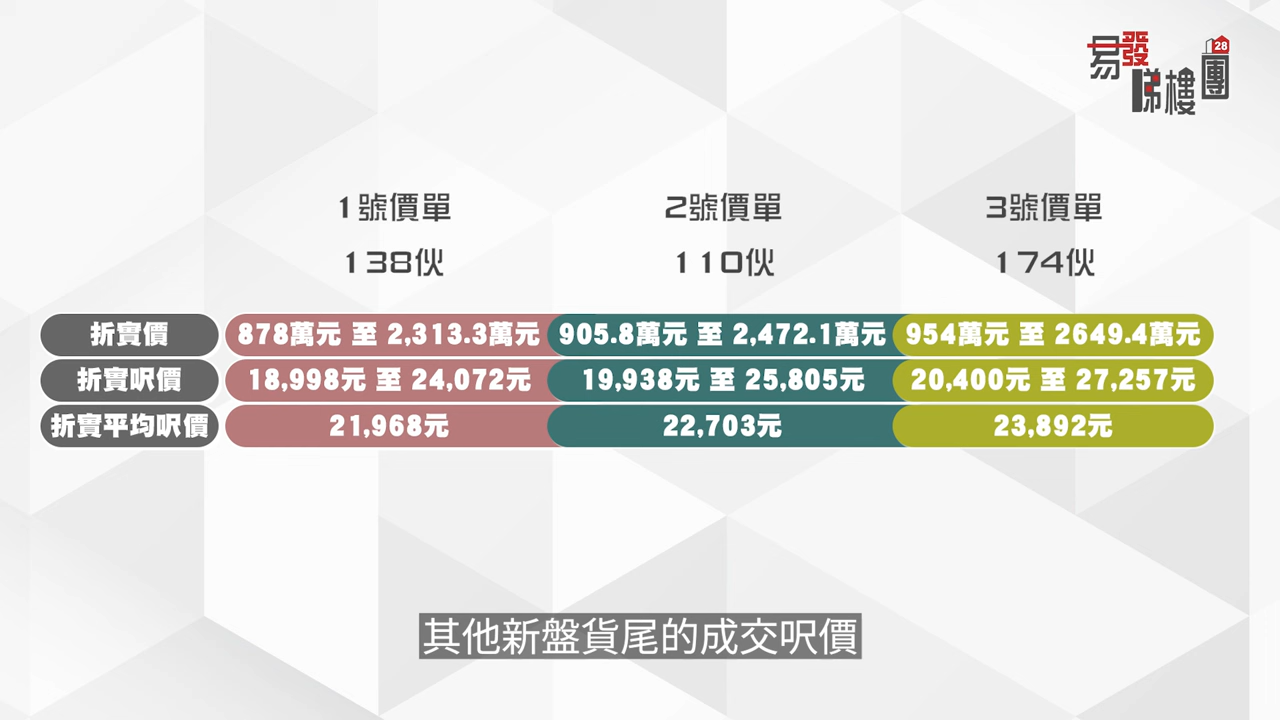 易發
睇樓團
28
1號價單
2號價單
3號價單
138伙
110伙
174伙
折實價
878萬元 至 2,313.3萬元
905.8萬元 至 2,472.1萬元
954萬元 至 2649.4萬元
折實呎價
18,998元 至 24,072元
19,938元 至 25,805元
20,400元 至 27,257元
折實平均呎價
21,968元
22,703元
23,892元
其他新盤貨尾的成交呎價